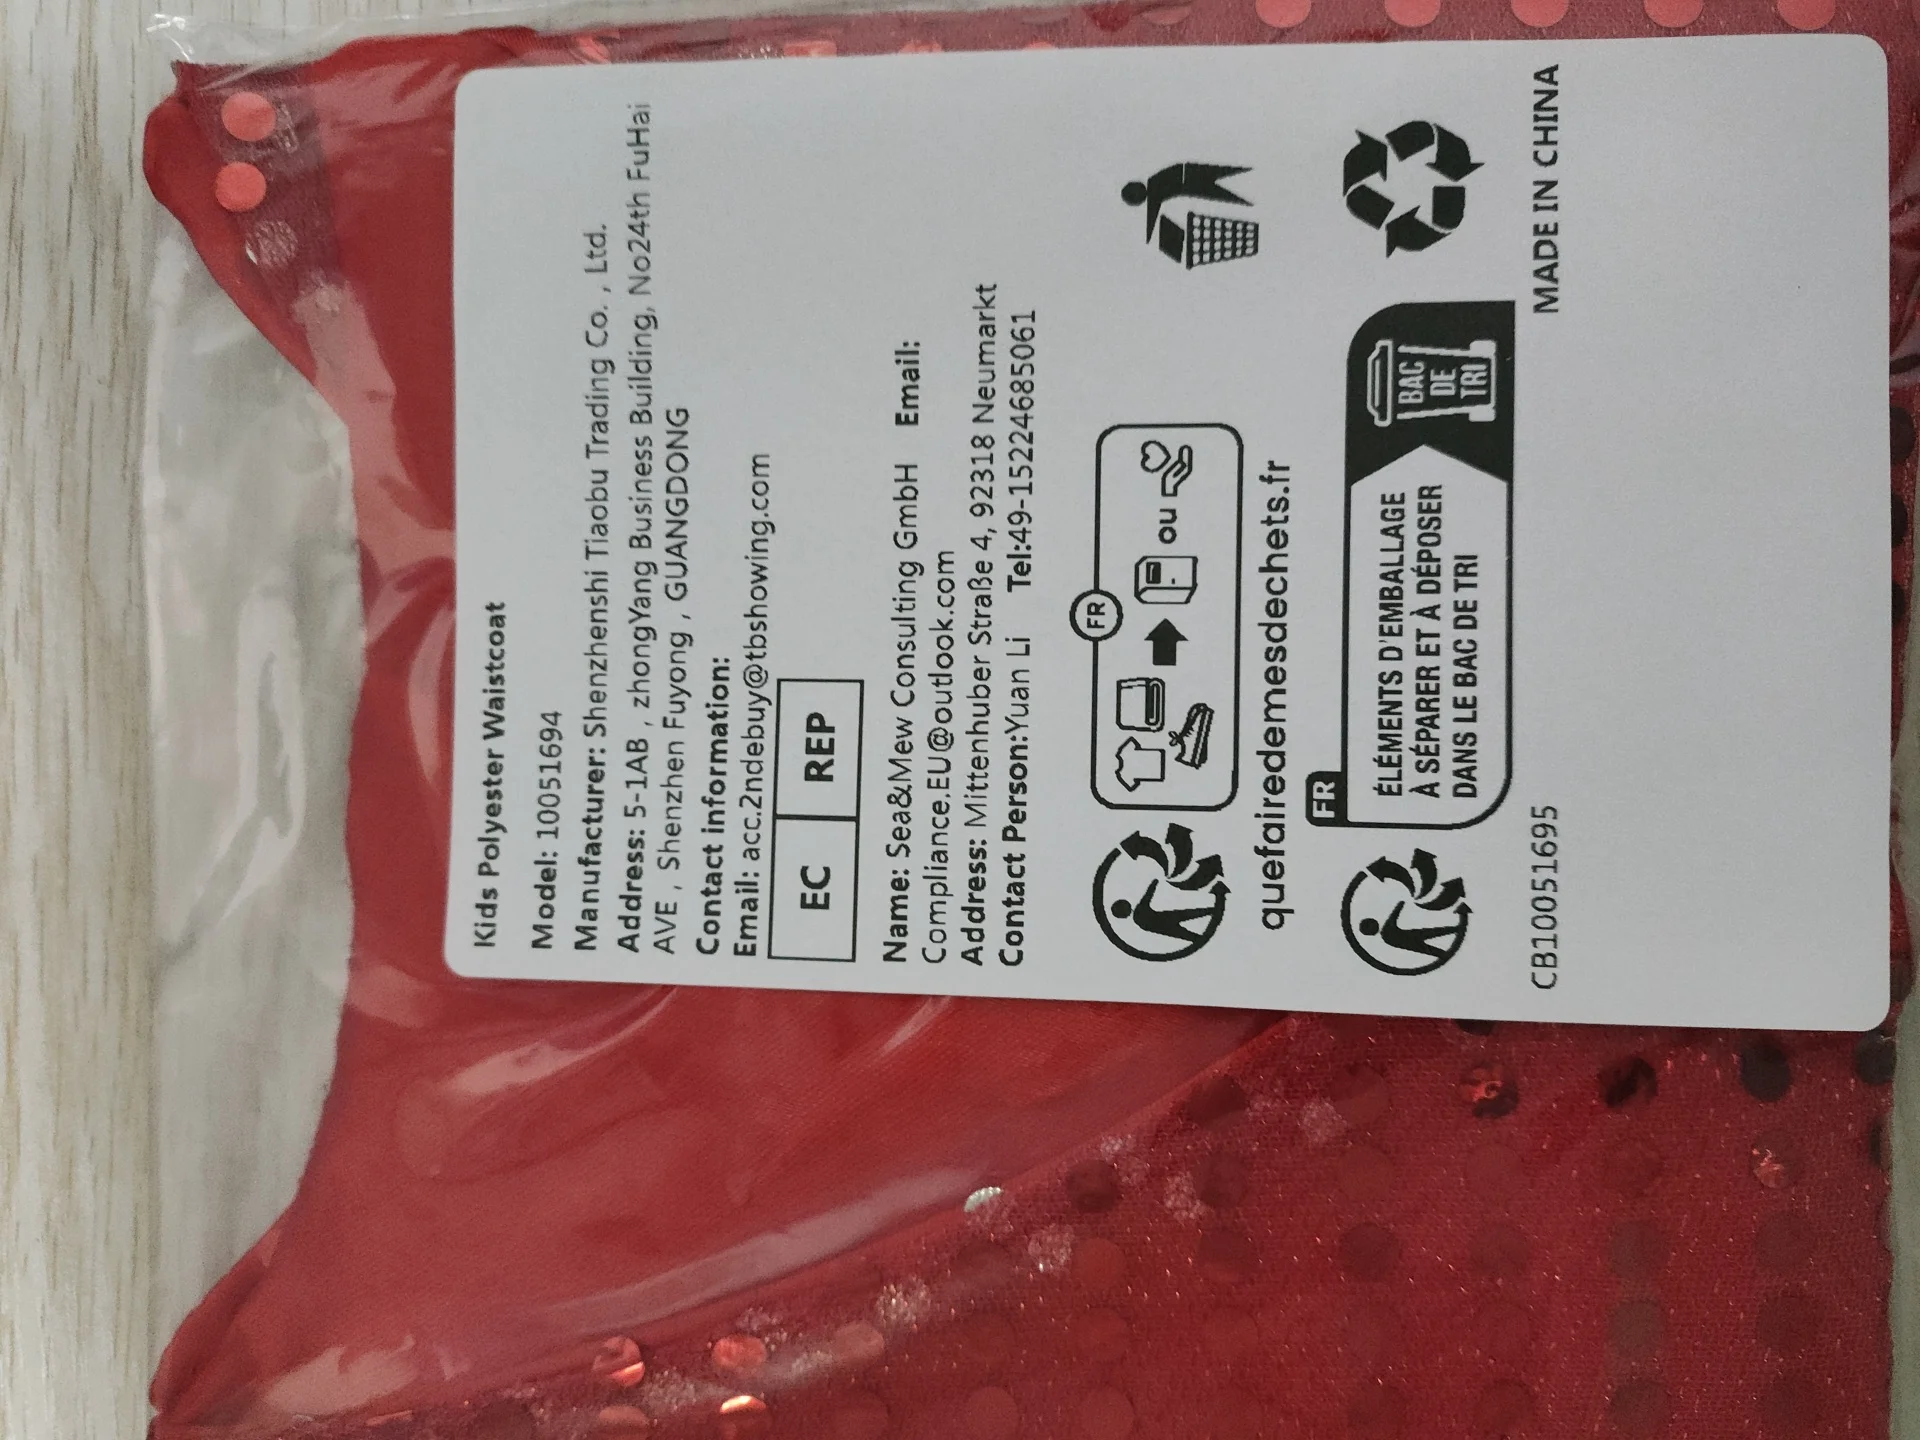 Kids Polyester Waistcoat
Model: 10051694
Manufacturer: Shenzhenshi Tiaobu Trading Co. , Ltd.
Address: 5-1AB , zhongYang Business Building, No24th FuHai
AVE , Shenzhen Fuyong , GUANGDONG
Contact information:
Email: acc.2ndebuy@tbshowing.com
EC REP
Name: Sea&Mew Consulting GmbH Email:
Compliance.EU@outlook.com
Address: Mittenhuber Straße 4, 92318 Neumarkt
Contact Person:Yuan Li Tel:49-15224685061
FR
ou
quefairedemesdechets.fr
FR
ÉLÉMENTS D'EMBALLAGE
À SÉPARER ET À DÉPOSER
DANS LE BAC DE TRI
BAC
DE
TRI
CB10051695
MADE IN CHINA